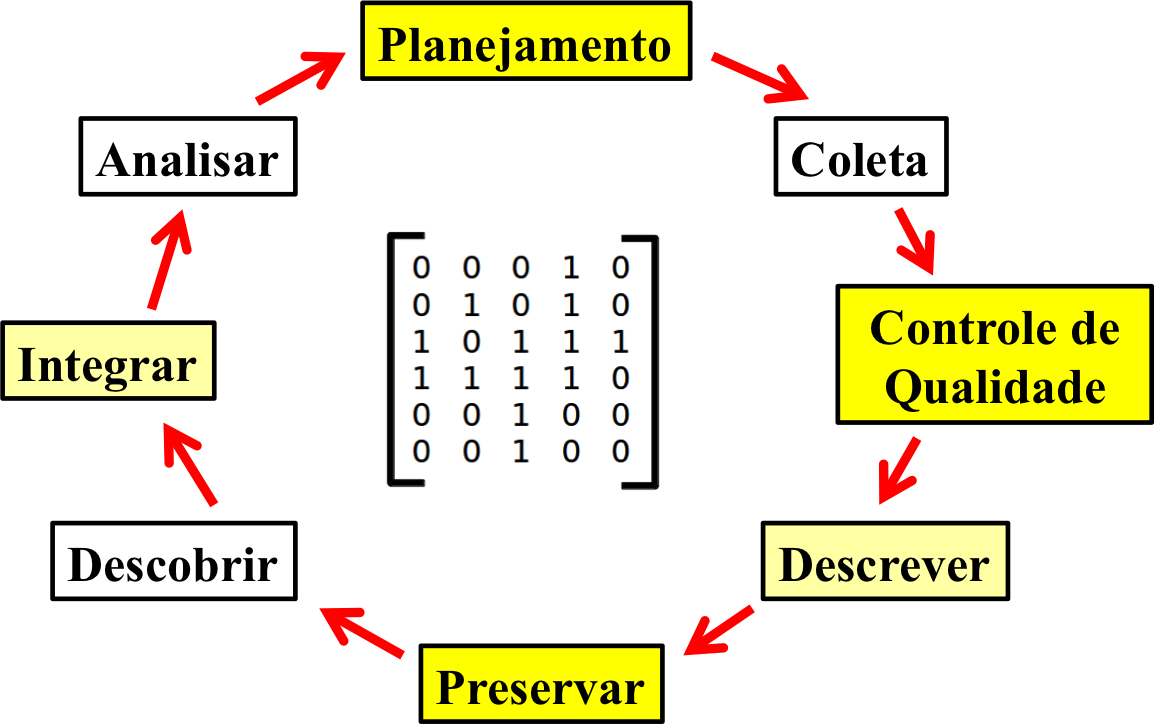 Planejamento
Analisar
Coleta
0 0 0 1 0
0 1 0 1 0
1 0 1 1 1
1 1 1 1 0
0 0 1 0 0
0 0 1 0 0
Controle de
Qualidade
Integrar
Descobrir
Descrever
Preservar